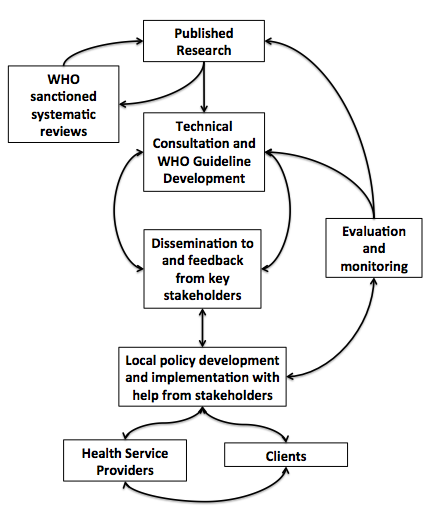 Published
Research
WHO
sanctioned
systematic
reviews
Technical
Consultation and
WHO Guideline
Development
Evaluation
and
monitoring
Dissemination to
and feedback
from key
stakeholders
Local policy development
and implementation with
help from stakeholders
Health Service
Providers
Clients